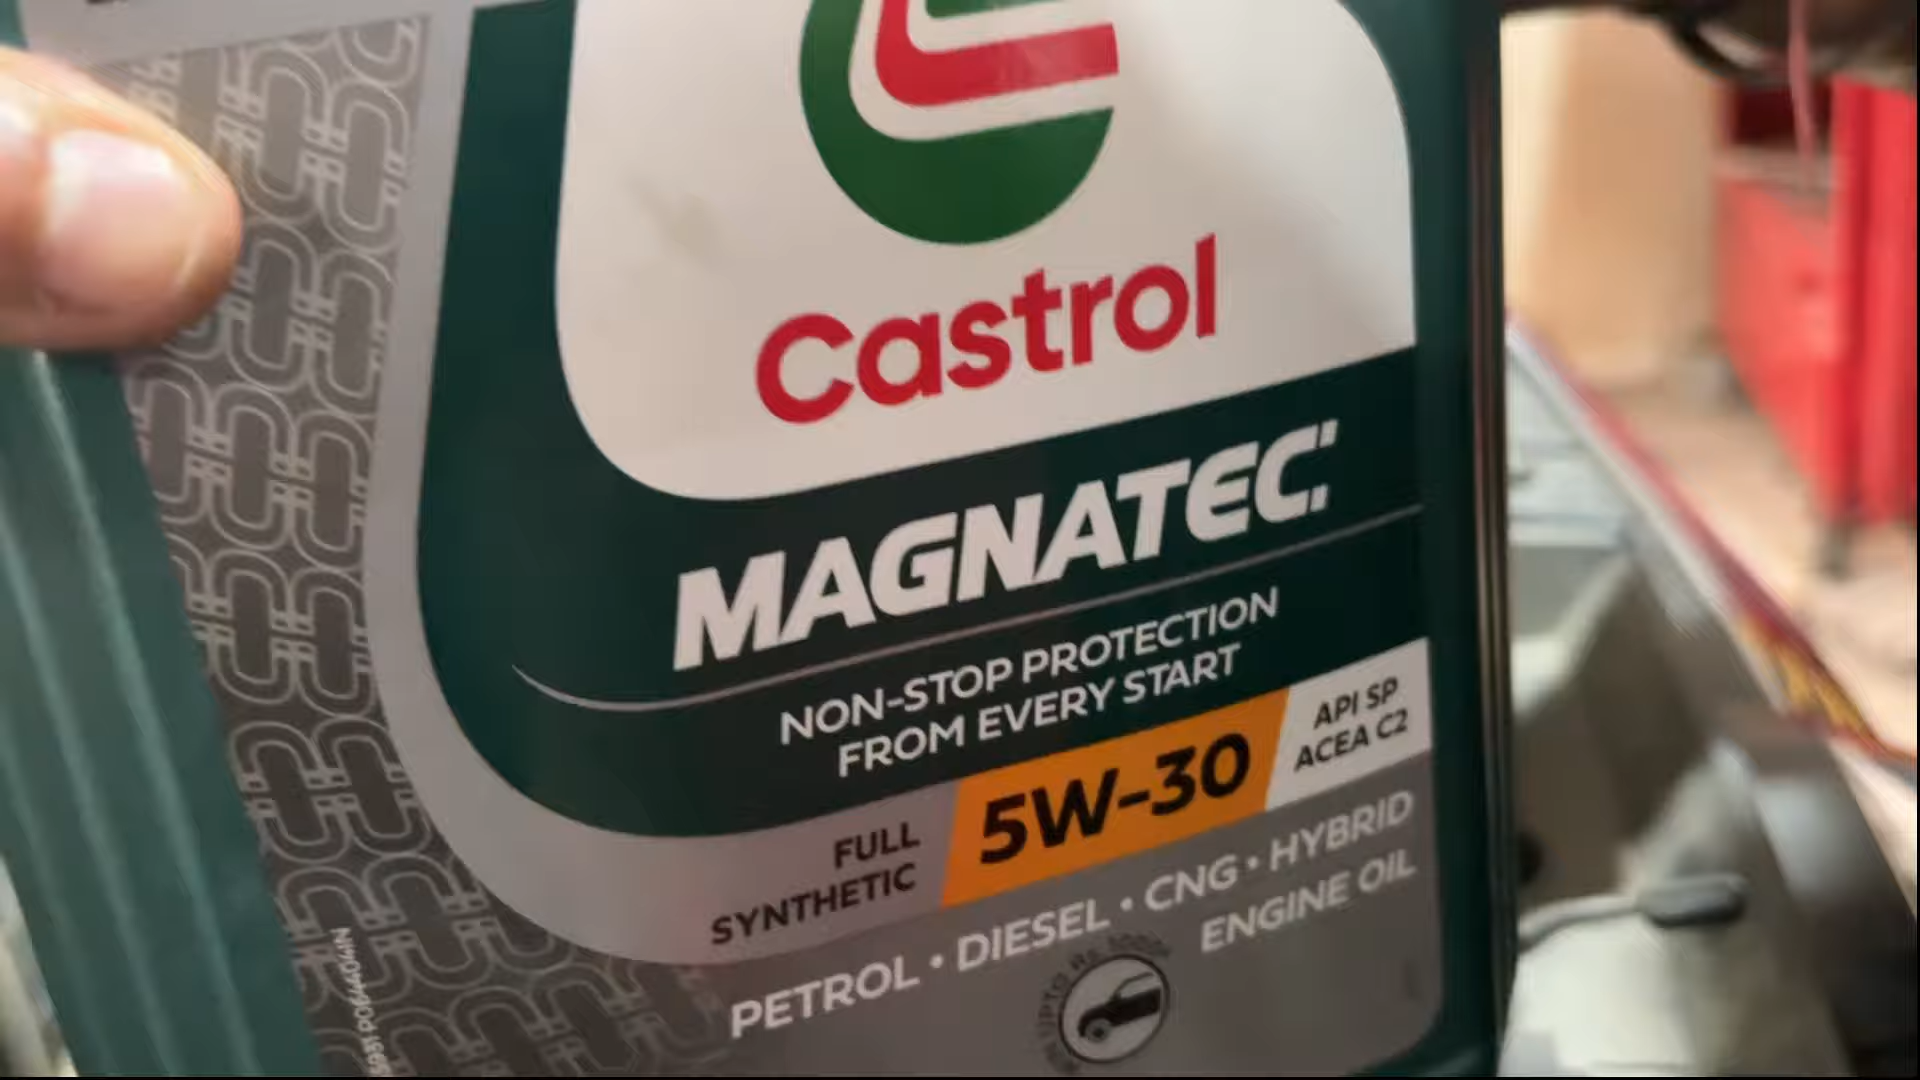 Castrol
MAGNATEC
NON-STOP PROTECTION
FROM EVERY START
FULL
SYNTHETIC
5W-30
API SP
ACEA C2
PETROL • DIESEL • CNG • HYBRID
ENGINE OIL